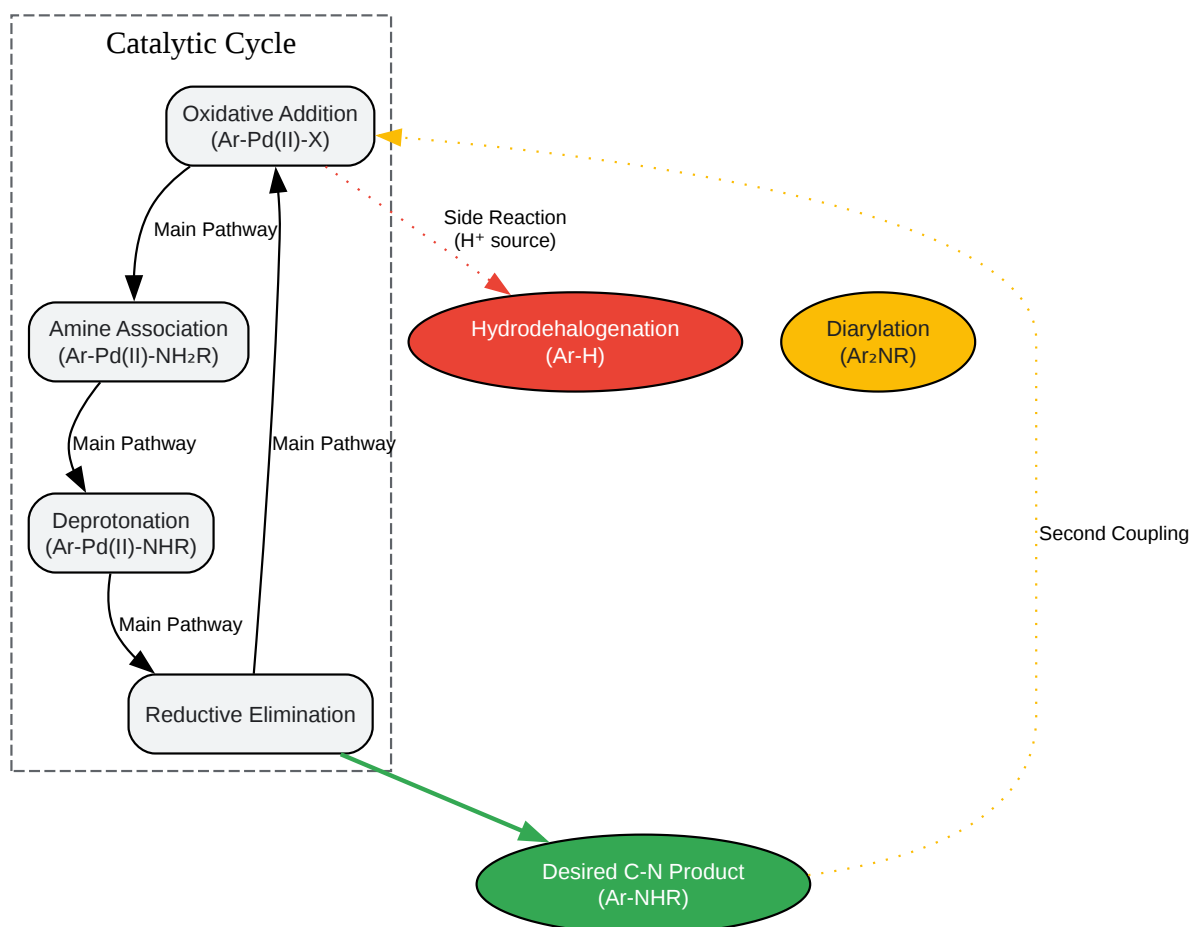 Catalytic Cycle
Oxidative Addition
(Ar-Pd(II)-X)
Main Pathway
Side Reaction
(H⁺ source)
Amine Association
(Ar-Pd(II)-NH₂R)
Hydrodehalogenation
(Ar-H)
Diarylation
(Ar₂NR)
Main Pathway
Main Pathway
Deprotonation
(Ar-Pd(II)-NHR)
Second Coupling
Main Pathway
Reductive Elimination
Desired C-N Product
(Ar-NHR)